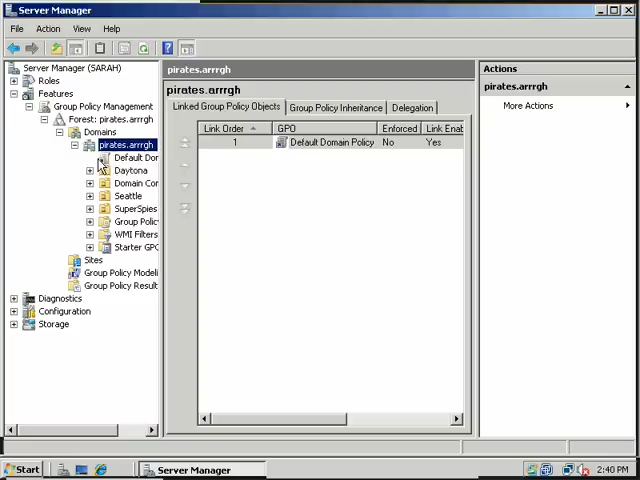 Server Manager
File Action View Help
Server Manager (SARAH)
Roles
Features
Group Policy Management
Forest: pirates.arrrgh
Domains
pirates.arrrgh
Default Dor
Daytona
Domain Cor
Seattle
SuperSpies
Group Polic
WMI Filters
Starter GPC
Sites
Group Policy Modeli
Group Policy Result
Diagnostics
Configuration
Storage
pirates.arrrgh
pirates.arrrgh
Linked Group Policy Objects Group Policy Inheritance Delegation
Link Order GPO Enforced Link Enab
1 Default Domain Policy No Yes
Actions
pirates.arrrgh
More Actions
Start Server Manager 2:40 PM